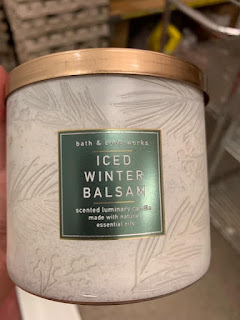 bath & body works
ICED
WINTER
BALSAM
scented luminary candle
made with natural
essential oils